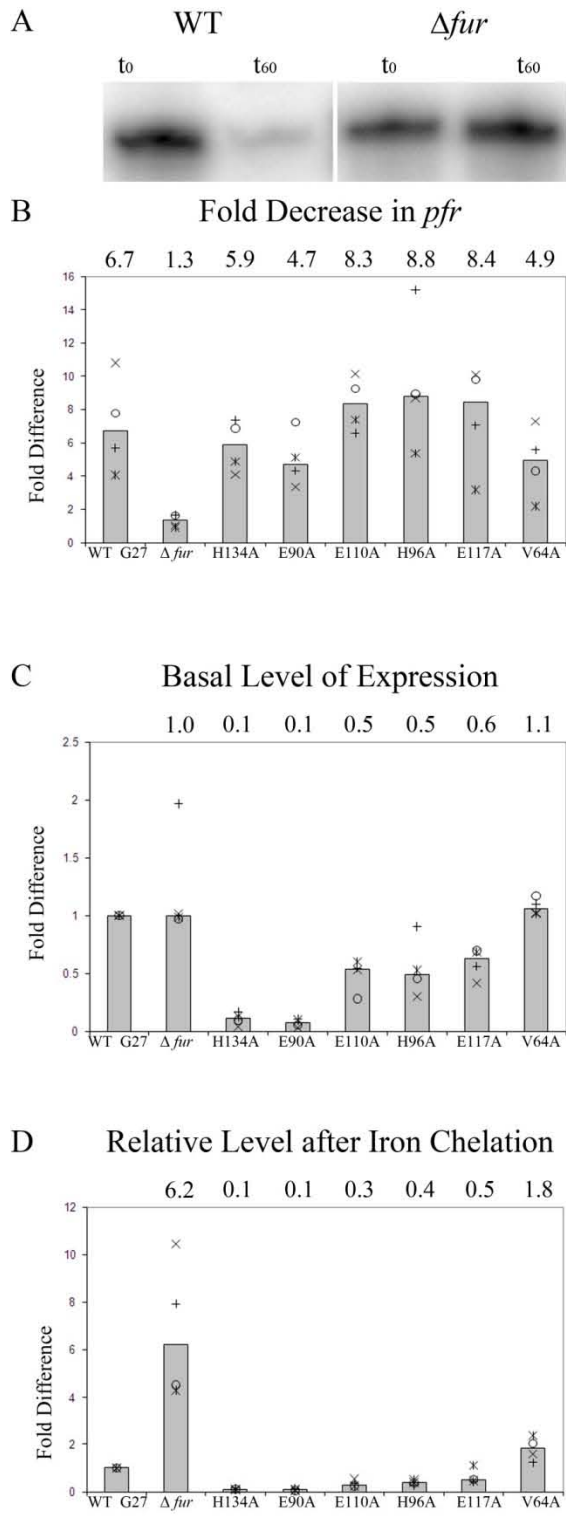 A WT Δfur
t0 t60 t0 t60
B Fold Decrease in pfr
6.7 1.3 5.9 4.7 8.3 8.8 8.4 4.9
Fold Difference
16
14
12
10
8
6
4
2
0
WT G27 Δ fur H134A E90A E110A H96A E117A V64A
C Basal Level of Expression
1.0 0.1 0.1 0.5 0.5 0.6 1.1
Fold Difference
2.5
2
1.5
1
0.5
0
WT G27 Δ fur H134A E90A E110A H96A E117A V64A
D Relative Level after Iron Chelation
6.2 0.1 0.1 0.3 0.4 0.5 1.8
Fold Difference
12
10
8
6
4
2
0
WT G27 Δ fur H134A E90A E110A H96A E117A V64A